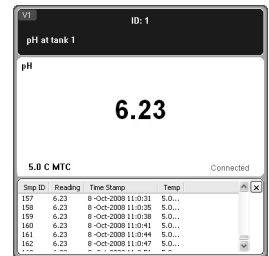 V1
ID: 1
pH at tank 1
pH
6.23
5.0 C MTC
Connected
Smp ID Reading Time Stamp Temp
157 6.23 8 -Oct-2008 11:0:31 5.0...
158 6.23 8 -Oct-2008 11:0:35 5.0...
159 6.23 8 -Oct-2008 11:0:38 5.0...
160 6.23 8 -Oct-2008 11:0:41 5.0...
161 6.23 8 -Oct-2008 11:0:44 5.0...
162 6.23 8 -Oct-2008 11:0:47 5.0...